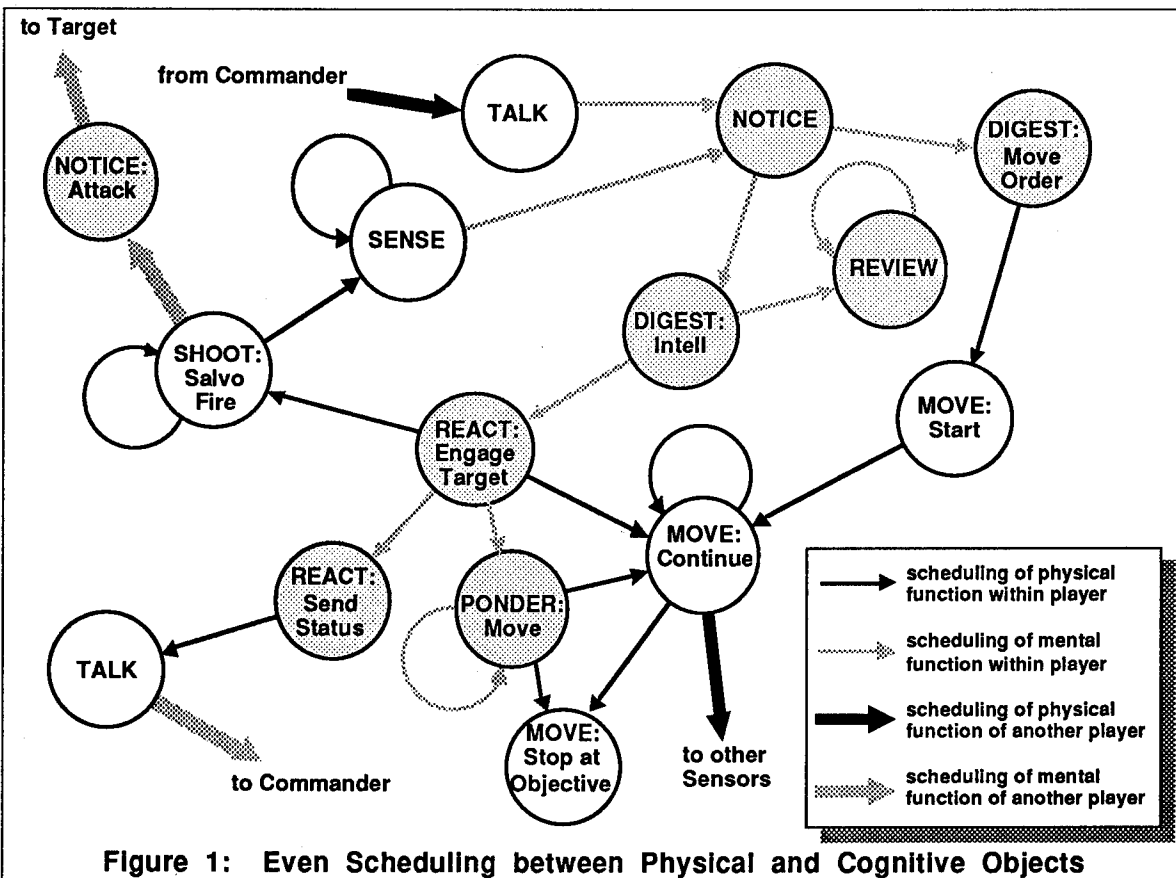 to Target
from Commander
TALK
NOTICE
DIGEST:
Move
Order
NOTICE:
Attack
SENSE
REVIEW
DIGEST:
Intell
SHOOT:
Salvo
Fire
MOVE:
Start
REACT:
Engage
Target
MOVE:
Continue
REACT:
Send
Status
PONDER:
Move
TALK
MOVE:
Stop at
Objective
to Commander
to other
Sensors
scheduling of physical
function within player
scheduling of mental
function within player
scheduling of physical
function of another player
scheduling of mental
function of another player
Figure 1: Even Scheduling between Physical and Cognitive Objects